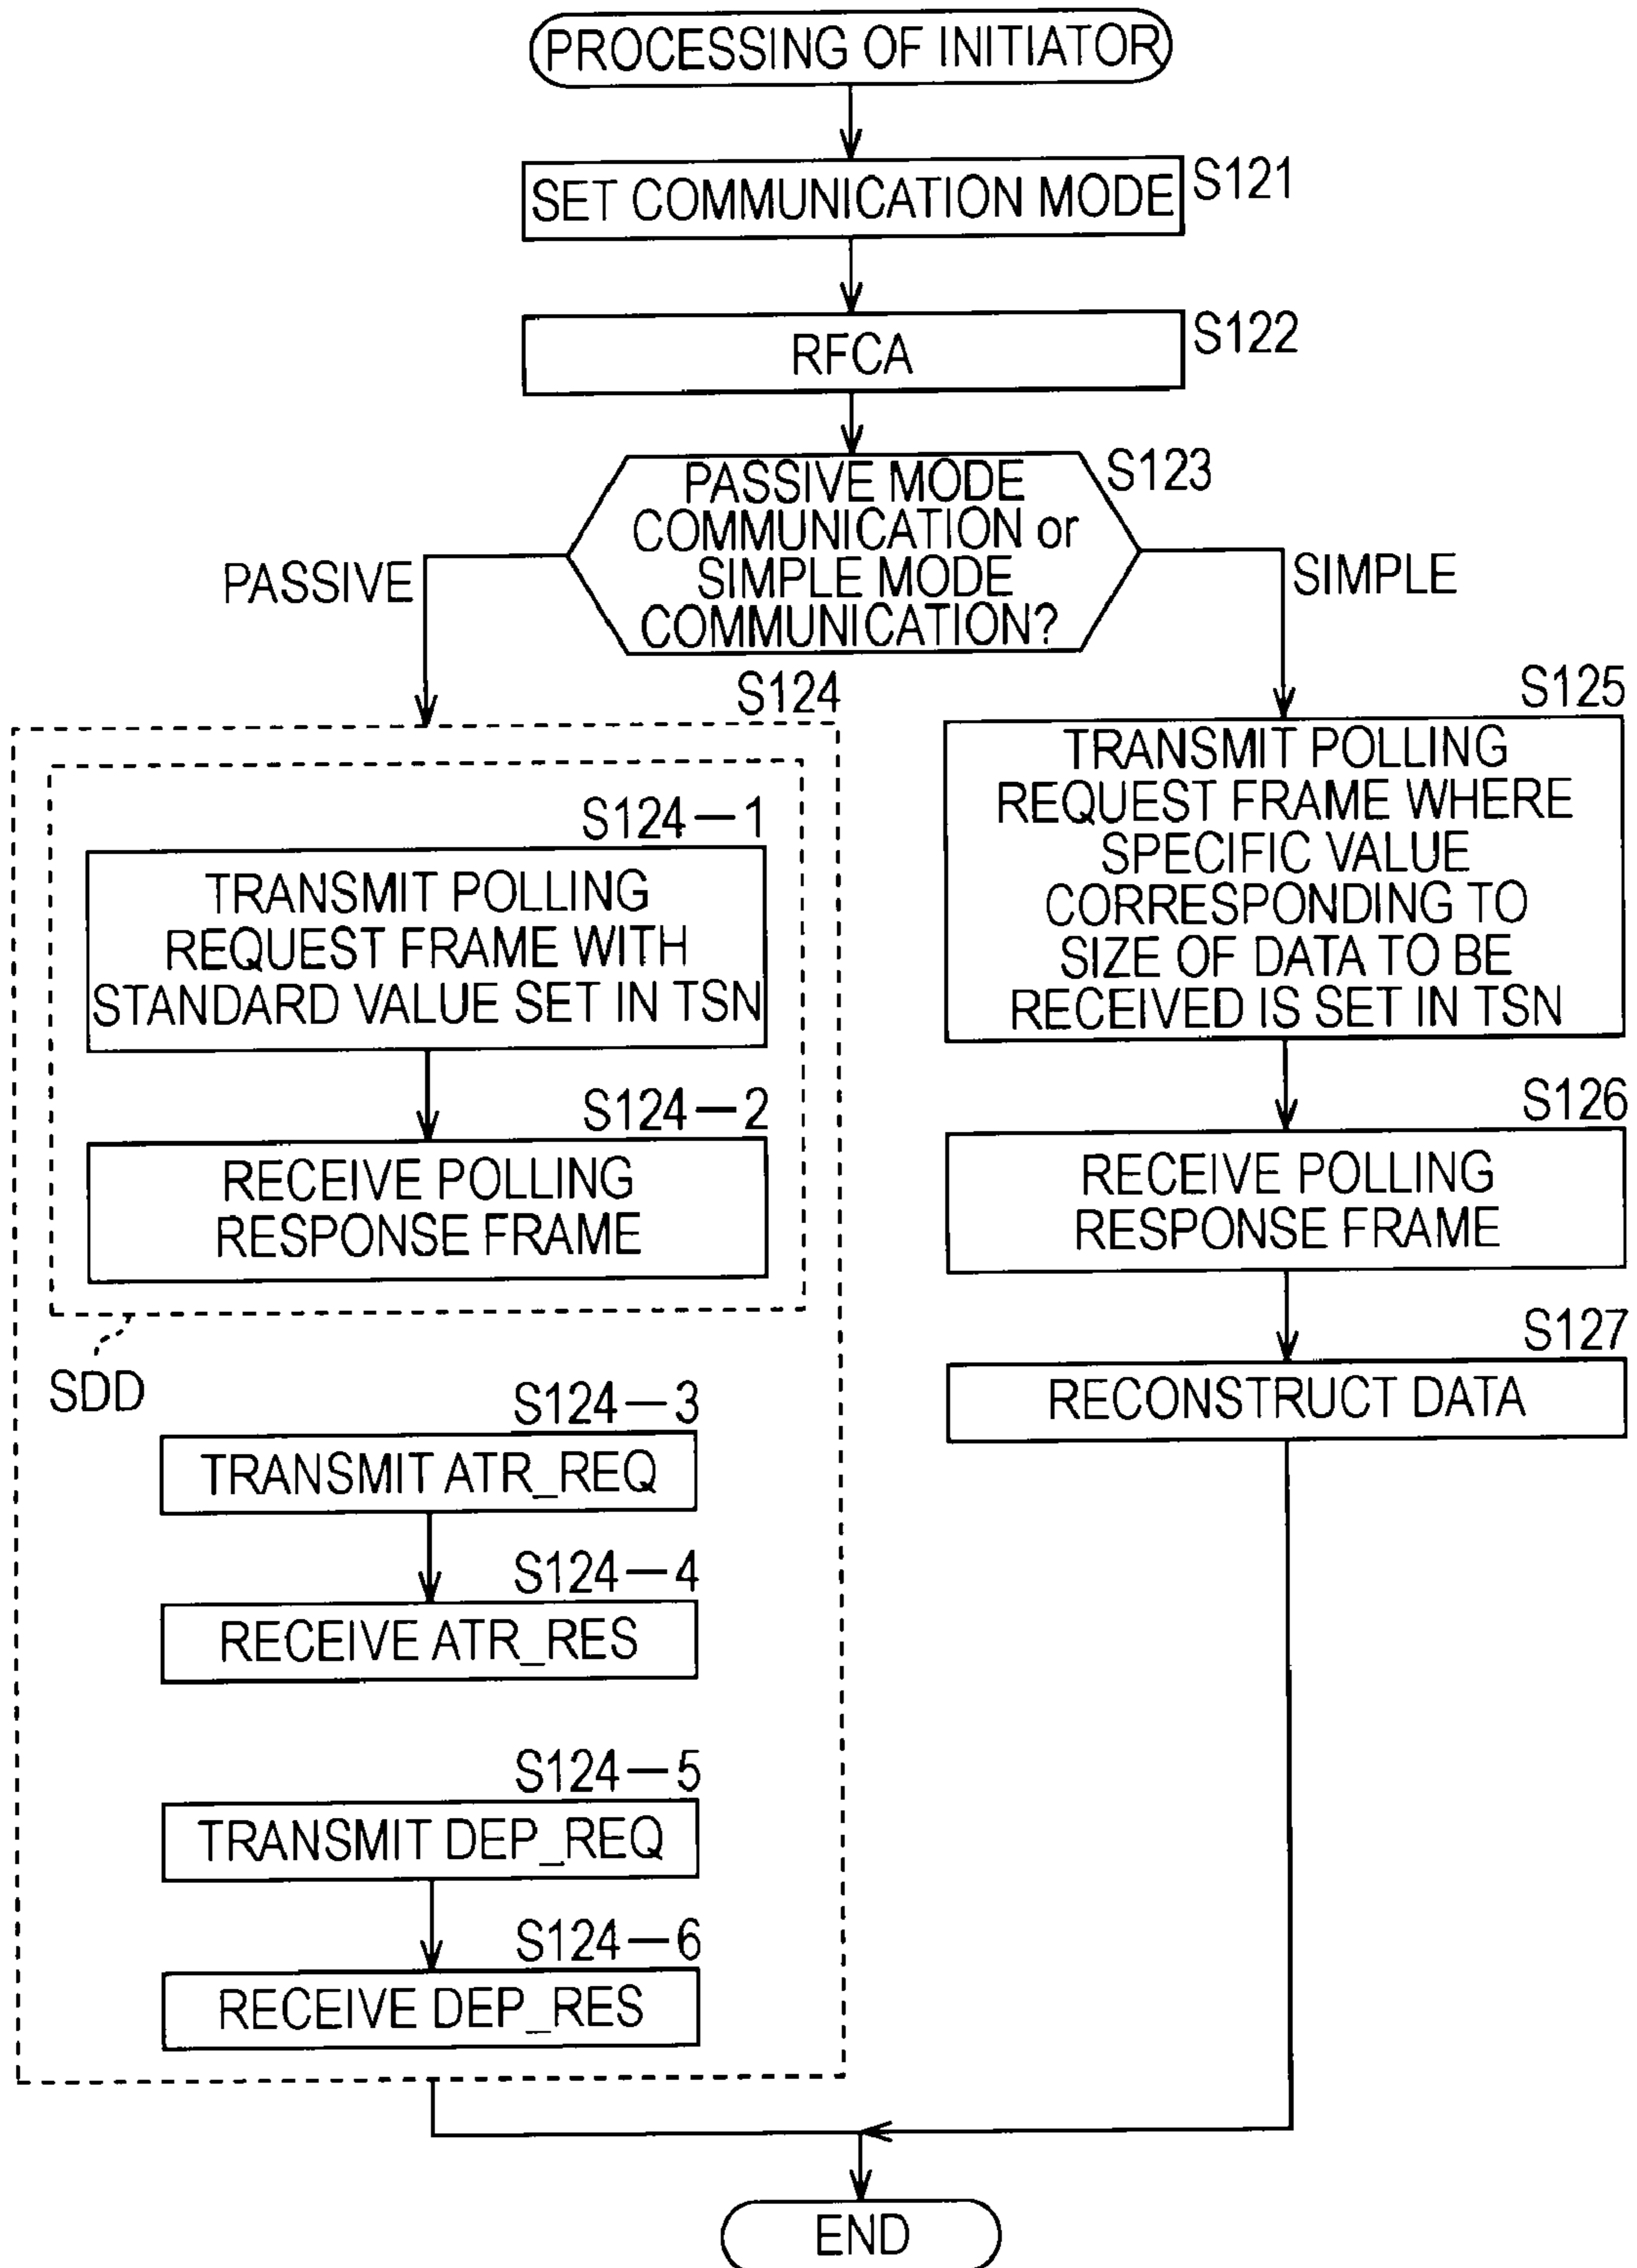 PROCESSING OF INITIATOR
SET COMMUNICATION MODE
S121
RFCA
S122
PASSIVE MODE
COMMUNICATION or
SIMPLE MODE
COMMUNICATION?
S123
PASSIVE
SIMPLE
S124
S124-1
TRANSMIT POLLING
REQUEST FRAME WITH
STANDARD VALUE SET IN TSN
S124-2
RECEIVE POLLING
RESPONSE FRAME
SDD
S124-3
TRANSMIT ATR_REQ
S124-4
RECEIVE ATR_RES
S124-5
TRANSMIT DEP_REQ
S124-6
RECEIVE DEP_RES
S125
TRANSMIT POLLING
REQUEST FRAME WHERE
SPECIFIC VALUE
CORRESPONDING TO
SIZE OF DATA TO BE
RECEIVED IS SET IN TSN
S126
RECEIVE POLLING
RESPONSE FRAME
S127
RECONSTRUCT DATA
END